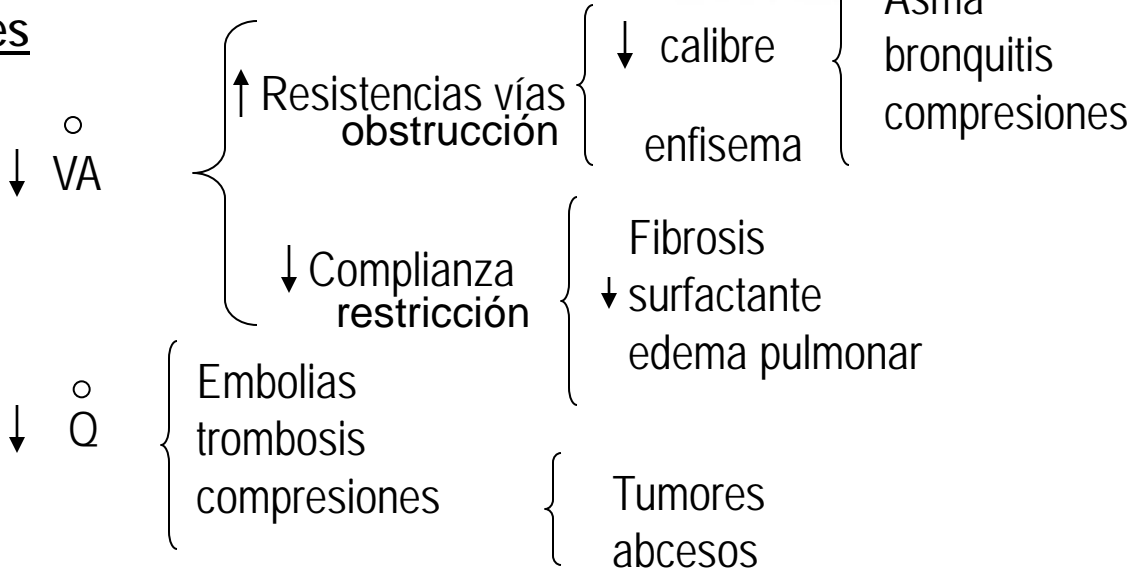 es
↓ V̊A
↑ Resistencias vías
obstrucción
↓ calibre
enfisema
Asma
bronquitis
compresiones
↓ Complianza
restricción
Fibrosis
↓ surfactante
edema pulmonar
↓ Q̊
Embolias
trombosis
compresiones
Tumores
abcesos